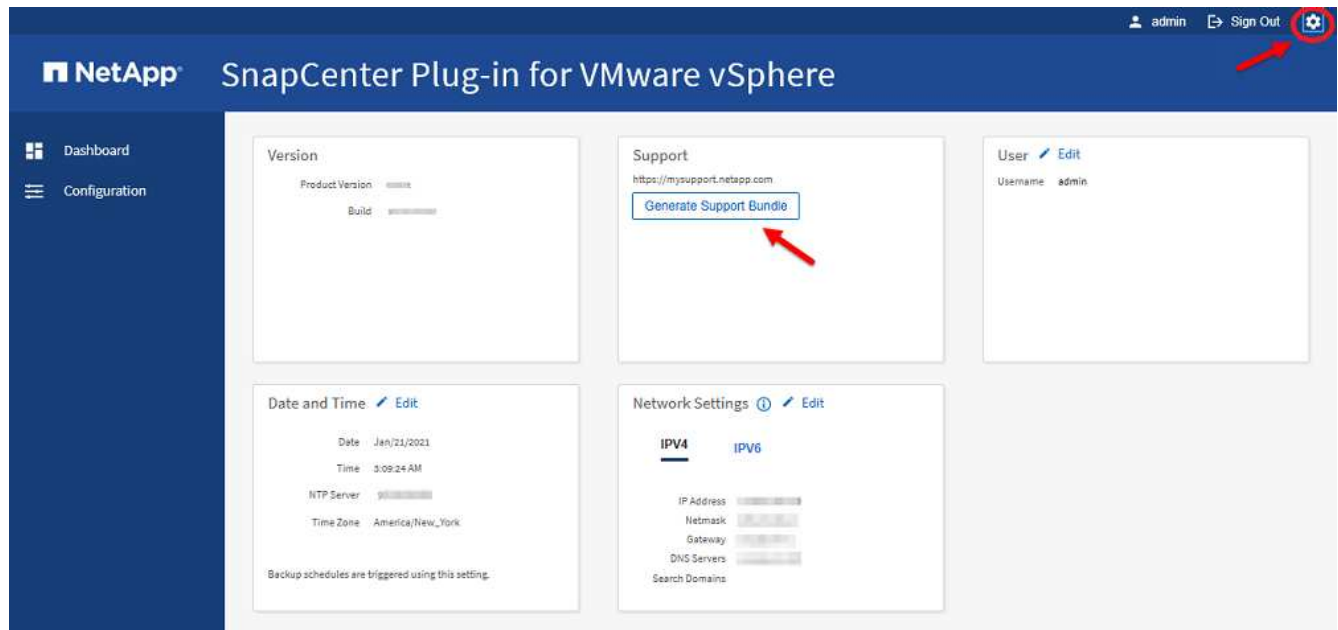 admin Sign Out
NetApp SnapCenter Plug-in for VMware vSphere
Dashboard
Configuration
Version
Product Version
Build
Support
https://mysupport.netapp.com
Generate Support Bundle
User Edit
Username admin
Date and Time Edit
Date Jan/21/2021
Time 3:09:24 AM
NTP Server
Time Zone America/New_York
Backup schedules are triggered using this setting.
Network Settings Edit
IPV4 IPV6
IP Address
Netmask
Gateway
DNS Servers
Search Domains